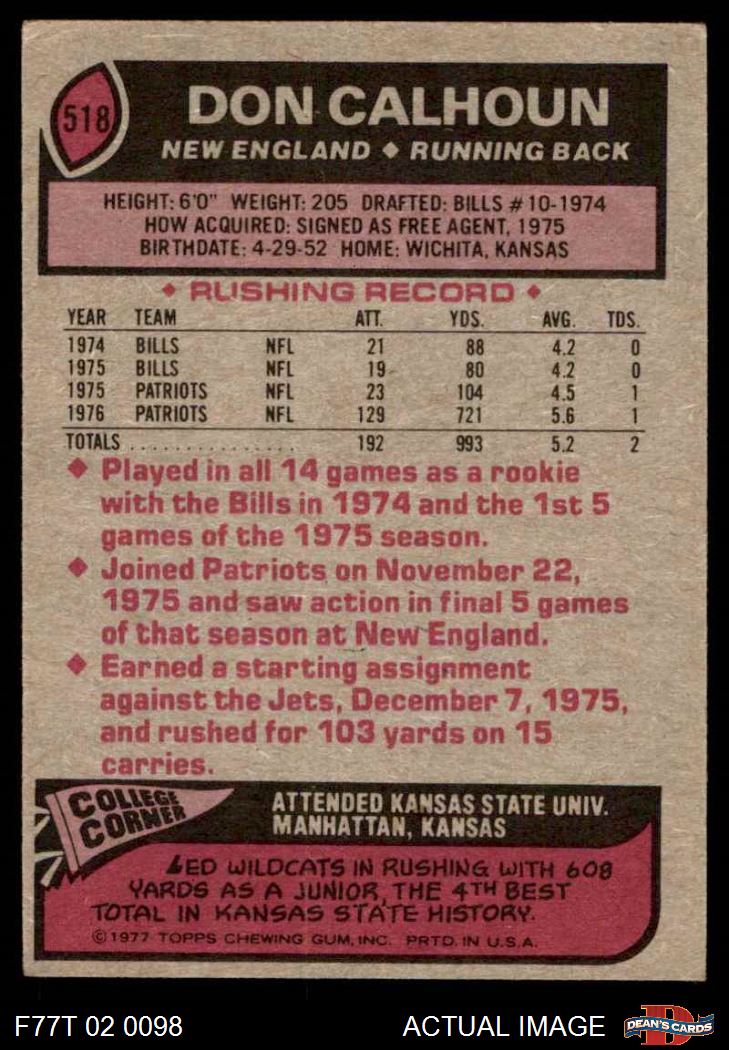 518
DON CALHOUN
NEW ENGLAND ◆ RUNNING BACK
HEIGHT: 6'0" WEIGHT: 205 DRAFTED: BILLS #10-1974
HOW ACQUIRED: SIGNED AS FREE AGENT, 1975
BIRTHDATE: 4-29-52 HOME: WICHITA, KANSAS
◆ RUSHING RECORD ◆
YEAR TEAM ATT. YDS. AVG. TDS.
1974 BILLS NFL 21 88 4.2 0
1975 BILLS NFL 19 80 4.2 0
1975 PATRIOTS NFL 23 104 4.5 1
1976 PATRIOTS NFL 129 721 5.6 1
TOTALS ................ 192 993 5.2 2
◆ Played in all 14 games as a rookie
with the Bills in 1974 and the 1st 5
games of the 1975 season.
◆ Joined Patriots on November 22,
1975 and saw action in final 5 games
of that season at New England.
◆ Earned a starting assignment
against the Jets, December 7, 1975,
and rushed for 103 yards on 15
carries.
COLLEGE
CORNER
ATTENDED KANSAS STATE UNIV.
MANHATTAN, KANSAS
LED WILDCATS IN RUSHING WITH 608
YARDS AS A JUNIOR, THE 4TH BEST
TOTAL IN KANSAS STATE HISTORY.
© 1977 TOPPS CHEWING GUM, INC. PRTD. IN U.S.A.
F77T 02 0098
ACTUAL IMAGE
D
DEAN'S CARDS